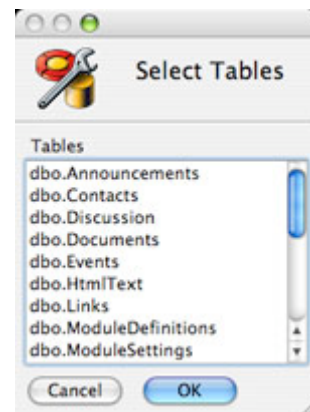 Select Tables
Tables
dbo.Announcements
dbo.Contacts
dbo.Discussion
dbo.Documents
dbo.Events
dbo.HtmlText
dbo.Links
dbo.ModuleDefinitions
dbo.ModuleSettings
Cancel
OK